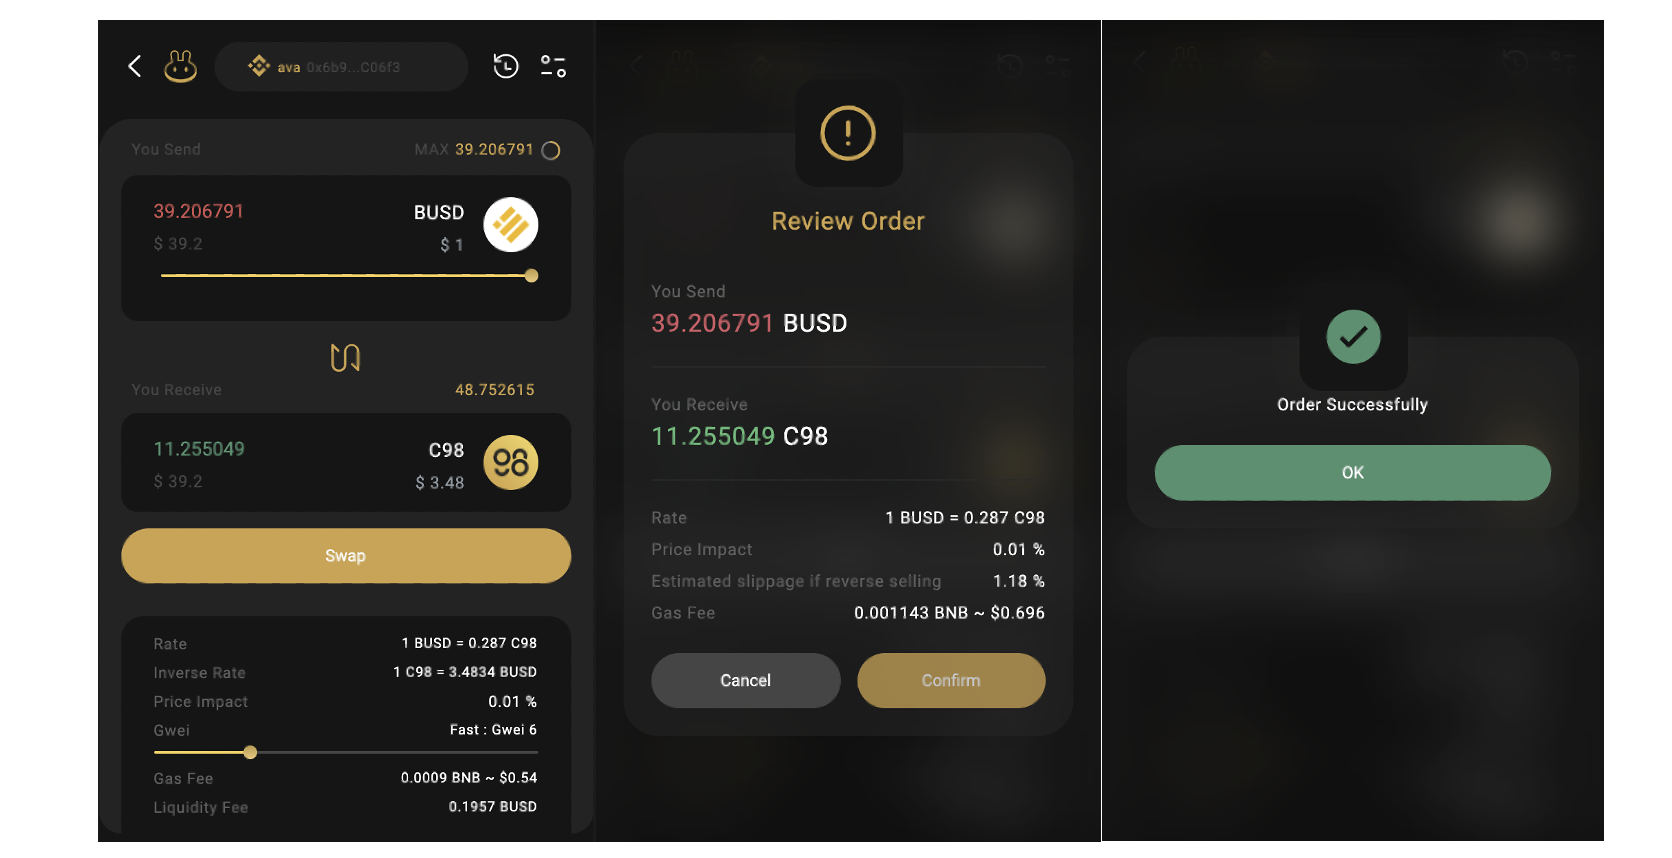 ava 0x6b9...C06f3
You Send MAX 39.206791
39.206791 BUSD
$ 39.2 $ 1
You Receive 48.752615
11.255049 C98
$ 39.2 $ 3.48
Swap
Rate 1 BUSD = 0.287 C98
Inverse Rate 1 C98 = 3.4834 BUSD
Price Impact 0.01 %
Gwei Fast : Gwei 6
Gas Fee 0.0009 BNB ~ $0.54
Liquidity Fee 0.1957 BUSD
Review Order
You Send
39.206791 BUSD
You Receive
11.255049 C98
Rate 1 BUSD = 0.287 C98
Price Impact 0.01 %
Estimated slippage if reverse selling 1.18 %
Gas Fee 0.001143 BNB ~ $0.696
Cancel Confirm
Order Successfully
OK